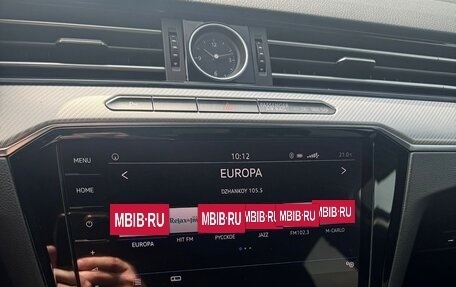 MENU
10:12
21.0
HOME
EUROPA
DZHANKOY 105.5
MBIB·RU
Relax
MBIB·RU
MBIB·RU
MBIB·RU
MBIB·RU
EUROPA
HIT FM
РУССКОЕ
JAZZ
FM102.3
M-CARLO